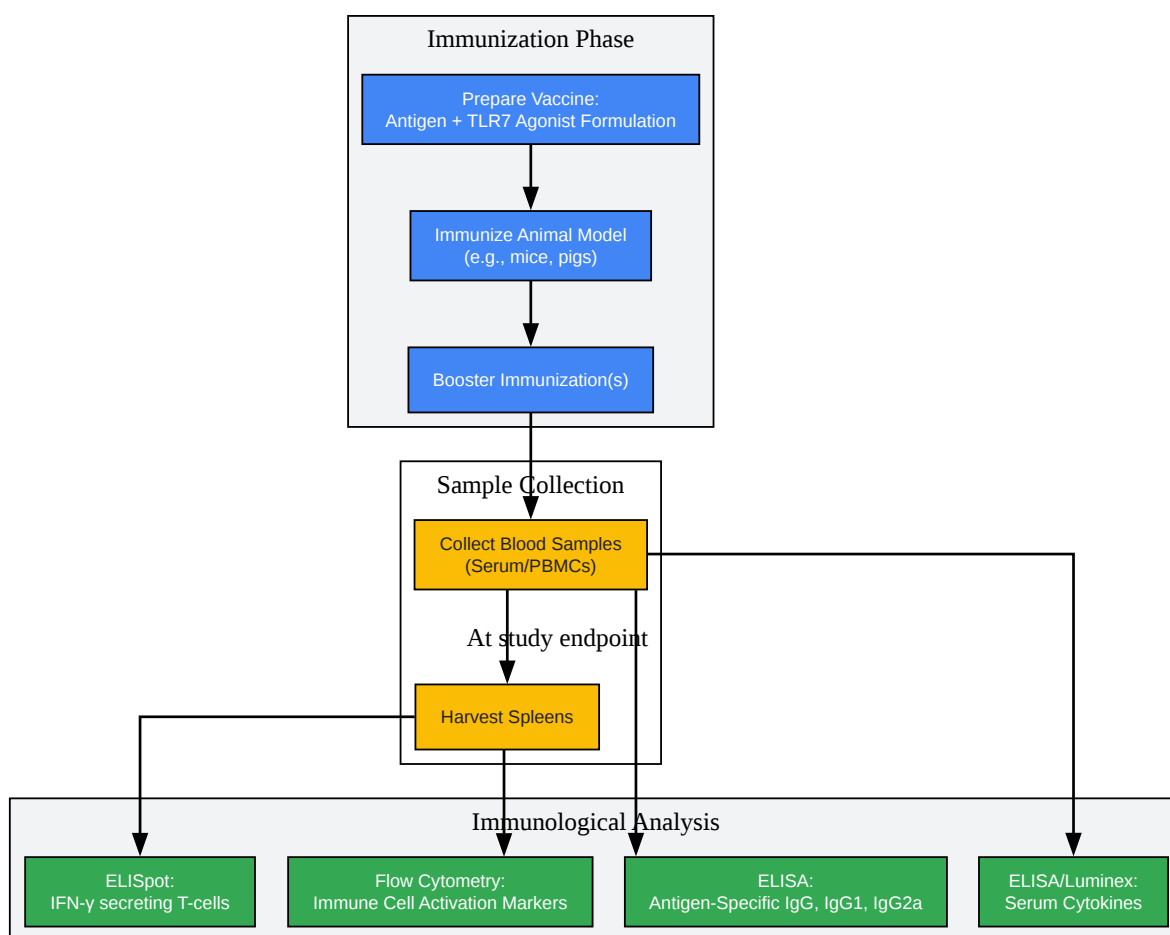 Immunization Phase
Prepare Vaccine:
Antigen + TLR7 Agonist Formulation
Immunize Animal Model
(e.g., mice, pigs)
Booster Immunization(s)
Sample Collection
Collect Blood Samples
(Serum/PBMCs)
At study endpoint
Harvest Spleens
Immunological Analysis
ELISpot:
IFN-γ secreting T-cells
Flow Cytometry:
Immune Cell Activation Markers
ELISA:
Antigen-Specific IgG, IgG1, IgG2a
ELISA/Luminex:
Serum Cytokines